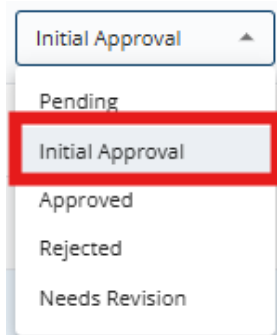 Initial Approval
Pending
Initial Approval
Approved
Rejected
Needs Revision